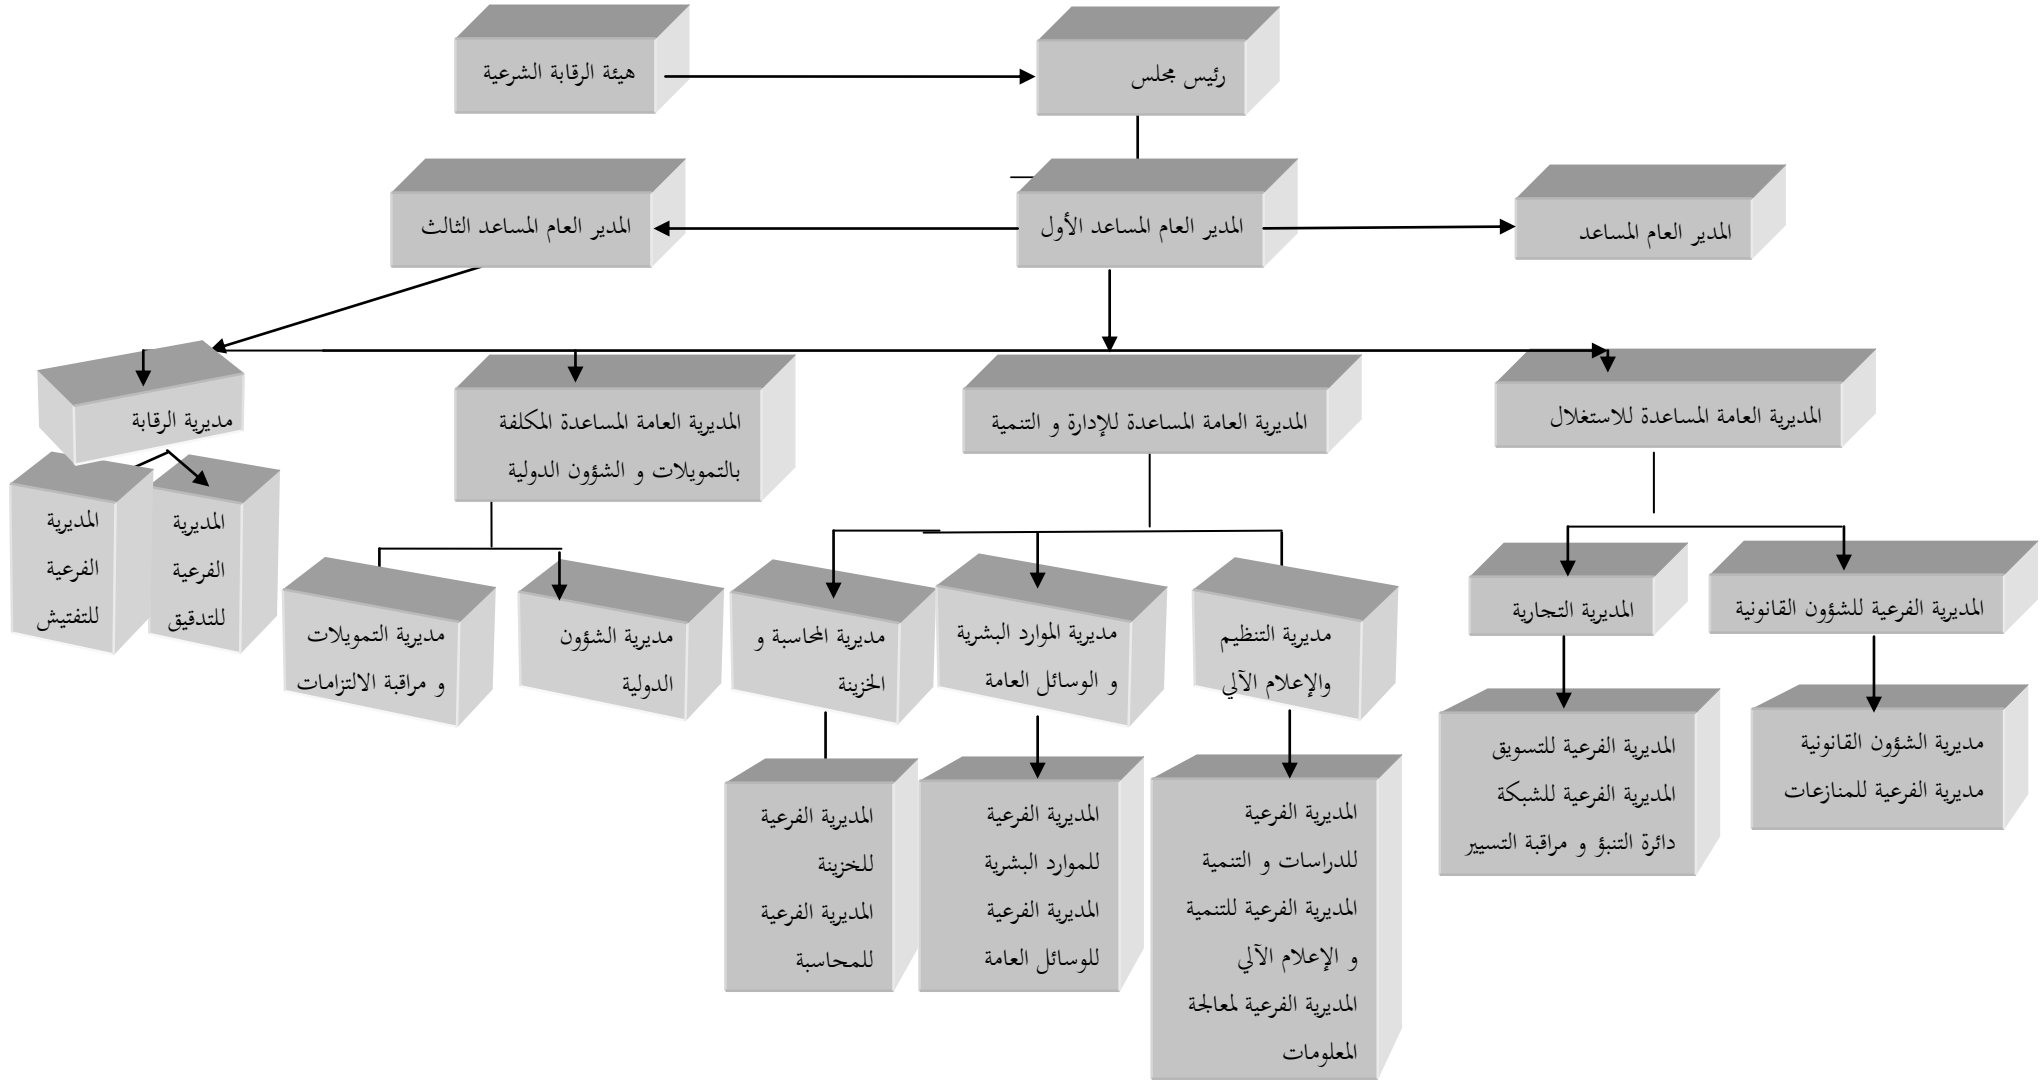 رئيس مجلس
هيئة الرقابة الشرعية
المدير العام المساعد
المدير العام المساعد الأول
المدير العام المساعد الثالث
المديرية العامة المساعدة للاستغلال
المديرية العامة المساعدة للإدارة و التنمية
المديرية العامة المساعدة المكلفة
بالتمويلات و الشؤون الدولية
مديرية الرقابة
المديرية الفرعية للشؤون القانونية
المديرية التجارية
مديرية التنظيم
والإعلام الآلي
مديرية الموارد البشرية
و الوسائل العامة
مديرية المحاسبة و
الخزينة
مديرية الشؤون
الدولية
مديرية التمويلات
و مراقبة الالتزامات
المديرية
الفرعية
للتدقيق
المديرية
الفرعية
للتفتيش
مديرية الشؤون القانونية
مديرية الفرعية للمنازعات
المديرية الفرعية للتسويق
المديرية الفرعية للشبكة
دائرة التنبؤ و مراقبة التسيير
المديرية الفرعية
للدراسات و التنمية
المديرية الفرعية للتنمية
و الإعلام الآلي
المديرية الفرعية لمعالجة
المعلومات
المديرية الفرعية
للموارد البشرية
المديرية الفرعية
للوسائل العامة
المديرية الفرعية
للخزينة
المديرية الفرعية
للمحاسبة